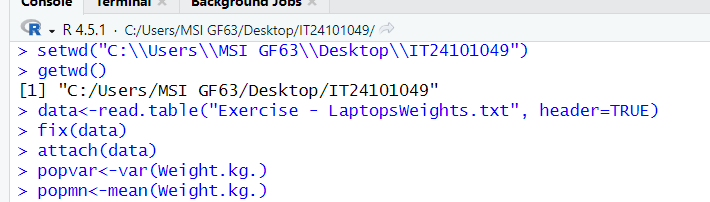 Console Terminal × Background Jobs ×
R 4.5.1 · C:/Users/MSI GF63/Desktop/IT24101049/
> setwd("C:\\Users\\MSI GF63\\Desktop\\IT24101049")
> getwd()
[1] "C:/Users/MSI GF63/Desktop/IT24101049"
> data<-read.table("Exercise - LaptopsWeights.txt", header=TRUE)
> fix(data)
> attach(data)
> popvar<-var(Weight.kg.)
> popmn<-mean(Weight.kg.)